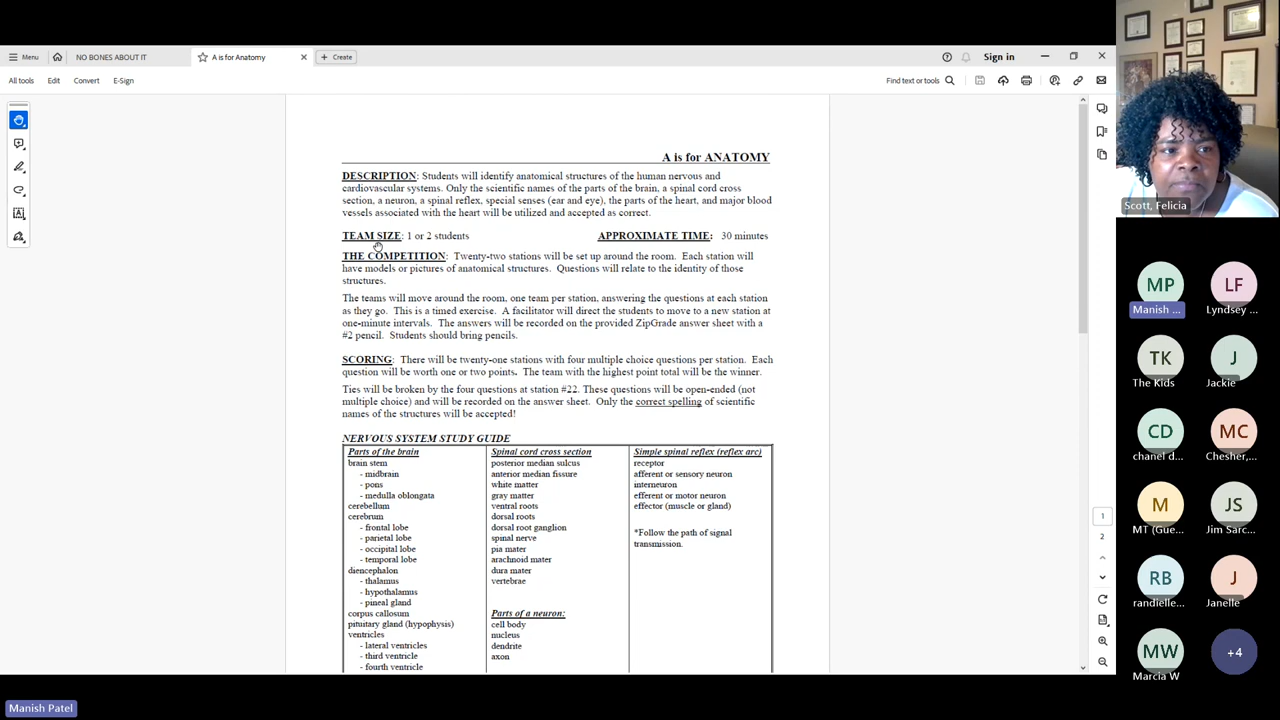 Menu
NO BONES ABOUT IT
A is for Anatomy
Create
Sign in
All tools
Edit
Convert
E-Sign
Find text or tools
A is for ANATOMY
DESCRIPTION: Students will identify anatomical structures of the human nervous and
cardiovascular systems. Only the scientific names of the parts of the brain, a spinal cord cross
section, a neuron, a spinal reflex, special senses (ear and eye), the parts of the heart, and major blood
vessels associated with the heart will be utilized and accepted as correct.
TEAM SIZE: 1 or 2 students
APPROXIMATE TIME: 30 minutes
THE COMPETITION: Twenty-two stations will be set up around the room. Each station will
have models or pictures of anatomical structures. Questions will relate to the identity of those
structures.
The teams will move around the room, one team per station, answering the questions at each station
as they go. This is a timed exercise. A facilitator will direct the students to move to a new station at
one-minute intervals. The answers will be recorded on the provided ZipGrade answer sheet with a
#2 pencil. Students should bring pencils.
SCORING: There will be twenty-one stations with four multiple choice questions per station. Each
question will be worth one or two points. The team with the highest point total will be the winner.
Ties will be broken by the four questions at station #22. These questions will be open-ended (not
multiple choice) and will be recorded on the answer sheet. Only the correct spelling of scientific
names of the structures will be accepted!
NERVOUS SYSTEM STUDY GUIDE
Parts of the brain
brain stem
- midbrain
- pons
- medulla oblongata
cerebellum
cerebrum
- frontal lobe
- parietal lobe
- occipital lobe
- temporal lobe
diencephalon
- thalamus
- hypothalamus
- pineal gland
corpus callosum
pituitary gland (hypophysis)
ventricles
- lateral ventricles
- third ventricle
- fourth ventricle
Spinal cord cross section
posterior median sulcus
anterior median fissure
white matter
gray matter
ventral roots
dorsal roots
dorsal root ganglion
spinal nerve
pia mater
arachnoid mater
dura mater
vertebrae
Parts of a neuron:
cell body
nucleus
dendrite
axon
Simple spinal reflex (reflex arc)
receptor
afferent or sensory neuron
interneuron
efferent or motor neuron
effector (muscle or gland)
*Follow the path of signal
transmission.
1
2
Scott, Felicia
MP
Manish ...
LF
Lyndsey ...
TK
The Kids
J
Jackie
CD
chanel d...
MC
Chesher,...
M
MT (Gue...
JS
Jim Sarc...
RB
randielle...
J
Janelle
MW
Marcia W
+4
Manish Patel